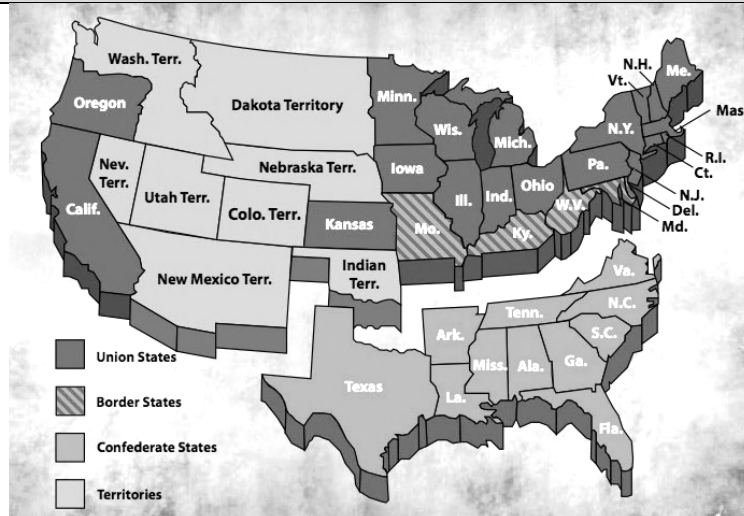 Wash. Terr.
Oregon
Dakota Territory
Minn.
Wis.
Mich.
N.H.
Vt.
Me.
Mas
N.Y.
R.I.
Ct.
N.J.
Del.
Md.
Pa.
Nev.
Terr.
Utah Terr.
Nebraska Terr.
Colo. Terr.
Iowa
Ill.
Ind.
Ohio
W.V.
Calif.
Kansas
Mo.
Ky.
New Mexico Terr.
Indian
Terr.
Va.
N.C.
Tenn.
S.C.
Ark.
Miss.
Ala.
Ga.
Texas
La.
Fla.
Union States
Border States
Confederate States
Territories